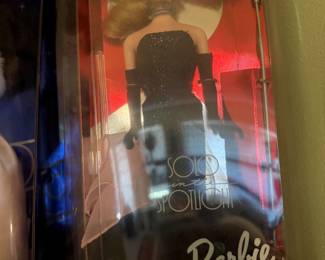 SOLO
in the
SPOTLIGHT
Barbie